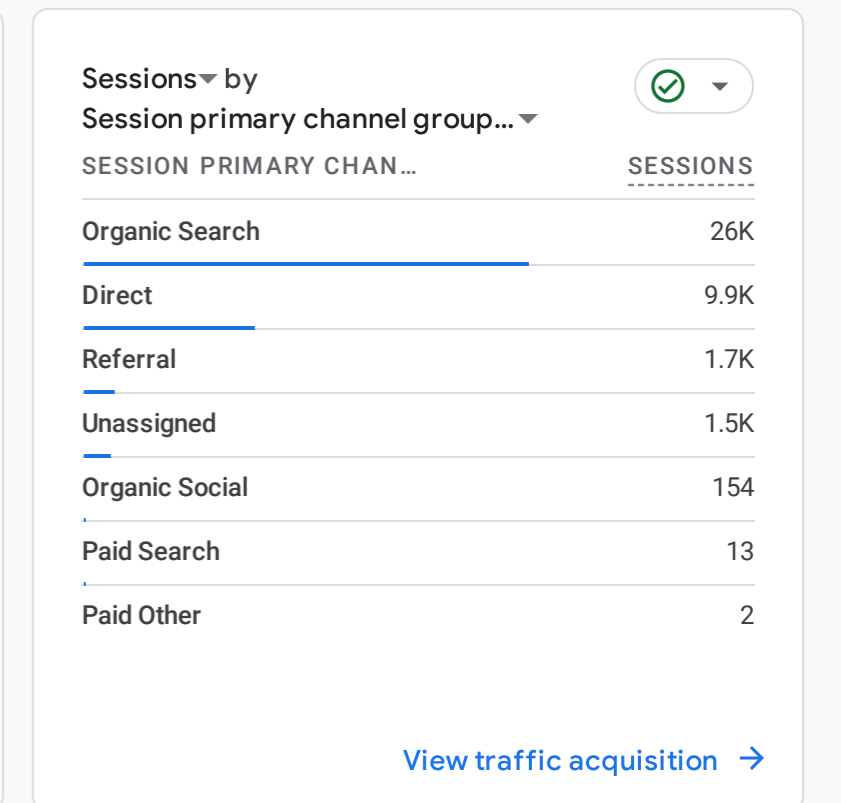 Sessions by
Session primary channel group...
SESSION PRIMARY CHAN... SESSIONS
Organic Search 26K
Direct 9.9K
Referral 1.7K
Unassigned 1.5K
Organic Social 154
Paid Search 13
Paid Other 2
View traffic acquisition